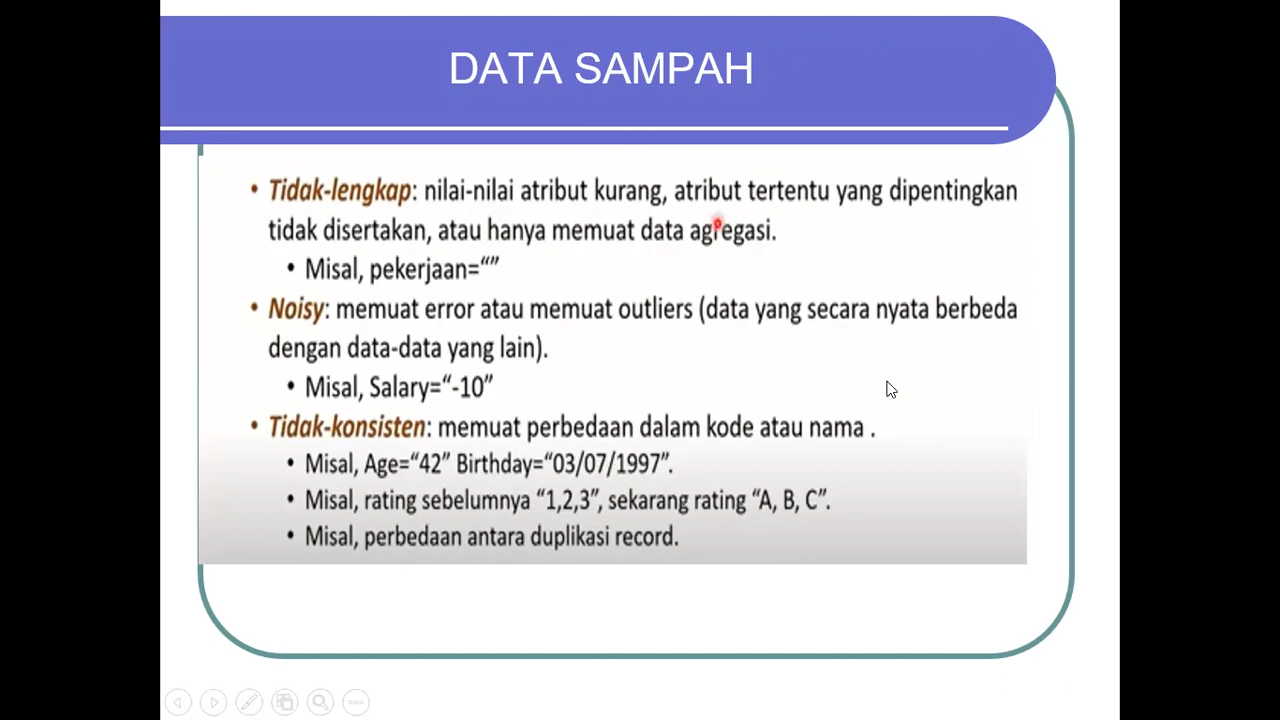 DATA SAMPAH
• Tidak-lengkap: nilai-nilai atribut kurang, atribut tertentu yang dipentingkan
tidak disertakan, atau hanya memuat data agregasi.
• Misal, pekerjaan=“”
• Noisy: memuat error atau memuat outliers (data yang secara nyata berbeda
dengan data-data yang lain).
• Misal, Salary=“-10”
• Tidak-konsisten: memuat perbedaan dalam kode atau nama .
• Misal, Age=“42” Birthday=“03/07/1997”.
• Misal, rating sebelumnya “1,2,3”, sekarang rating “A, B, C”.
• Misal, perbedaan antara duplikasi record.